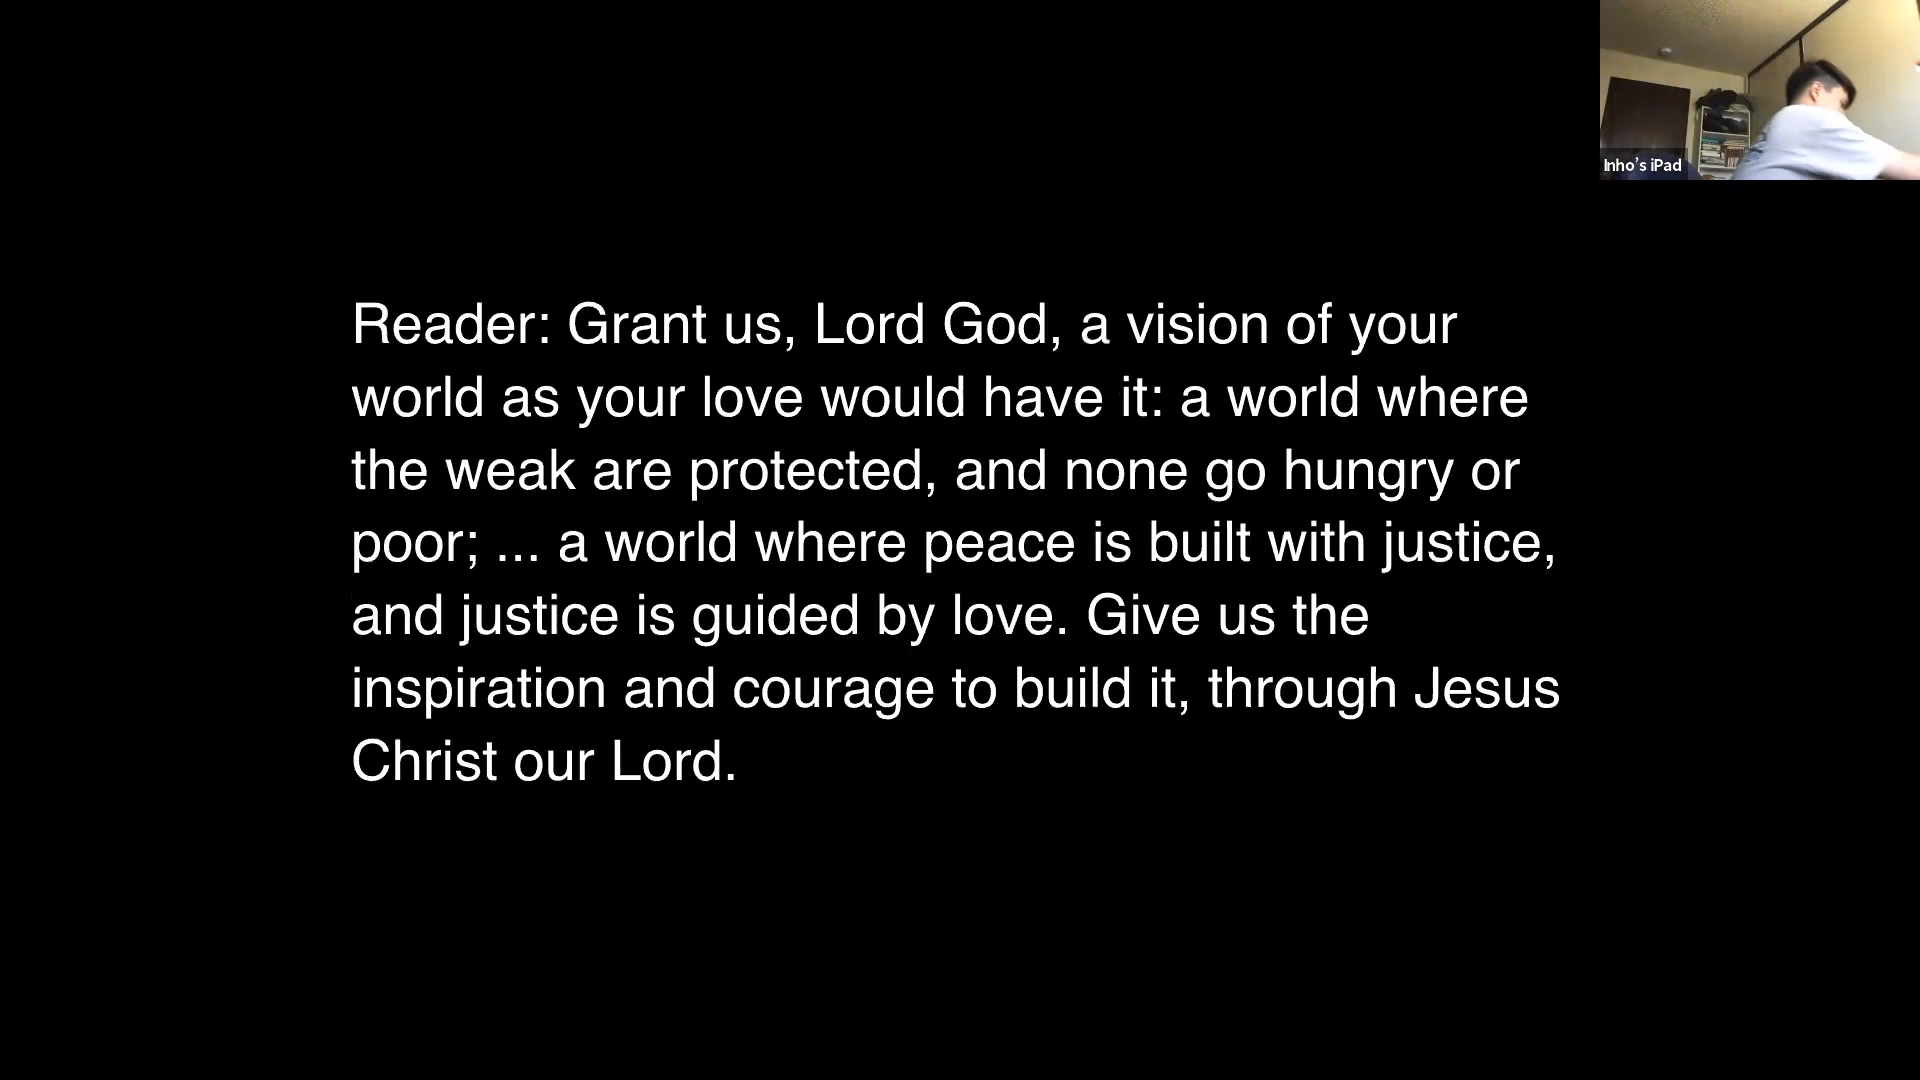 Inho's iPad
Reader: Grant us, Lord God, a vision of your
world as your love would have it: a world where
the weak are protected, and none go hungry or
poor; ... a world where peace is built with justice,
and justice is guided by love. Give us the
inspiration and courage to build it, through Jesus
Christ our Lord.